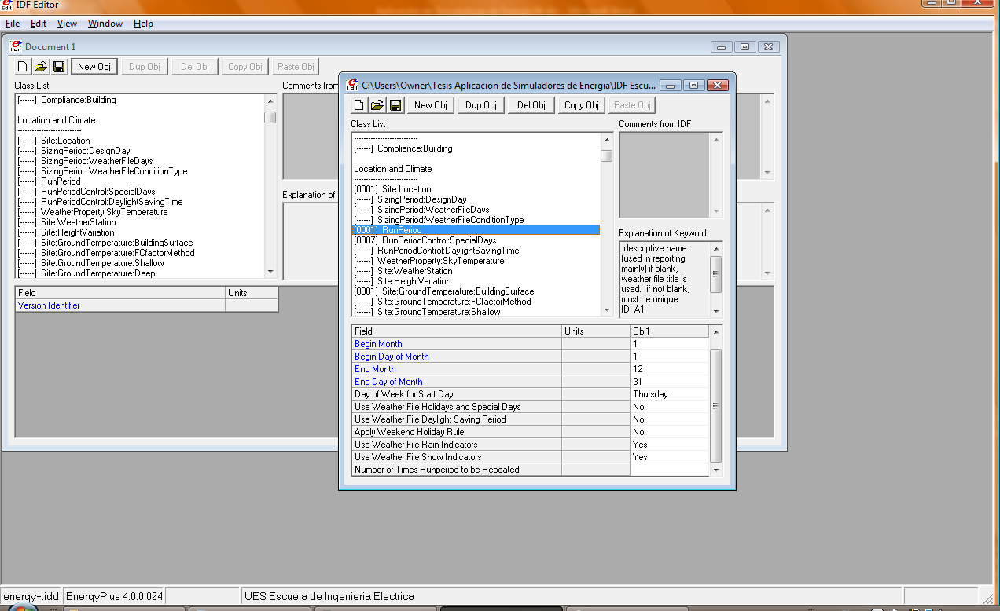 IDF Editor
File Edit View Window Help
Document 1
New Obj Dup Obj Del Obj Copy Obj Paste Obj
Class List
Comments from
[-----] Compliance:Building
Location and Climate
-------------------------
[-----] Site:Location
[-----] SizingPeriod:DesignDay
[-----] SizingPeriod:WeatherFileDays
[-----] SizingPeriod:WeatherFileConditionType
[-----] RunPeriod
[-----] RunPeriodControl:SpecialDays
[-----] RunPeriodControl:DaylightSavingTime
[-----] WeatherProperty:SkyTemperature
[-----] Site:WeatherStation
[-----] Site:HeightVariation
[-----] Site:GroundTemperature:BuildingSurface
[-----] Site:GroundTemperature:FCfactorMethod
[-----] Site:GroundTemperature:Shallow
[-----] Site:GroundTemperature:Deep
Explanation of
Field Units
Version Identifier
C:\Users\Owner\Tesis Aplicacion de Simuladores de Energia\IDF Escu...
New Obj Dup Obj Del Obj Copy Obj Paste Obj
Class List
Comments from IDF
-------------------------
[-----] Compliance:Building
Location and Climate
-------------------------
[0001] Site:Location
[-----] SizingPeriod:DesignDay
[-----] SizingPeriod:WeatherFileDays
[-----] SizingPeriod:WeatherFileConditionType
[0001] RunPeriod
[0007] RunPeriodControl:SpecialDays
[-----] RunPeriodControl:DaylightSavingTime
[-----] WeatherProperty:SkyTemperature
[-----] Site:WeatherStation
[-----] Site:HeightVariation
[0001] Site:GroundTemperature:BuildingSurface
[-----] Site:GroundTemperature:FCfactorMethod
[-----] Site:GroundTemperature:Shallow
Explanation of Keyword
descriptive name
(used in reporting
mainly) if blank,
weather file title is
used. if not blank,
must be unique
ID: A1
Field Units Obj1
Begin Month 1
Begin Day of Month 1
End Month 12
End Day of Month 31
Day of Week for Start Day Thursday
Use Weather File Holidays and Special Days No
Use Weather File Daylight Saving Period No
Apply Weekend Holiday Rule No
Use Weather File Rain Indicators Yes
Use Weather File Snow Indicators Yes
Number of Times Runperiod to be Repeated
energy+.idd EnergyPlus 4.0.0.024 UES Escuela de Ingenieria Electrica